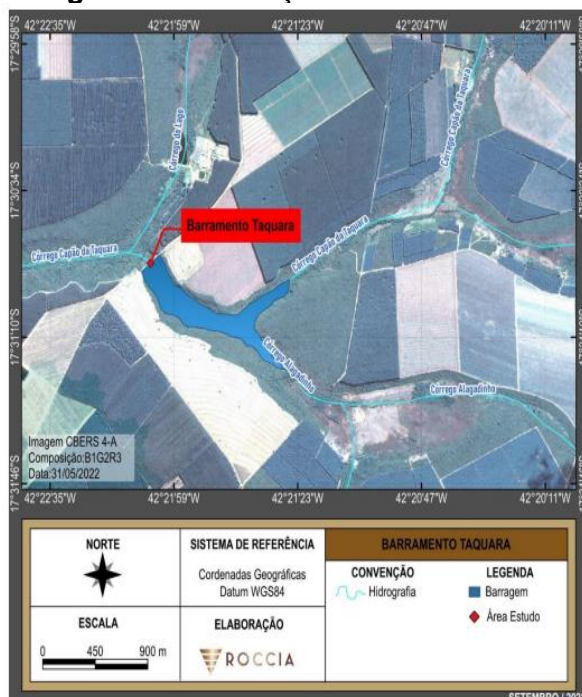 42°22'35"W 42°21'59"W 42°21'23"W 42°20'47"W 42°20'11"W
17°29'58"S
17°30'34"S
17°31'10"S
17°31'46"S
Córrego do Lago
Córrego Capão da Taquara
Barramento Taquara
Córrego Capão da Taquara
Córrego Capão da Taquara
Córrego Alagadinho
Córrego Alagadinho
Imagem CBERS 4-A
Composição:B1G2R3
Data:31/05/2022
42°22'35"W 42°21'59"W 42°21'23"W 42°20'47"W 42°20'11"W
NORTE
SISTEMA DE REFERÊNCIA
Cordenadas Geográficas
Datum WGS84
BARRAMENTO TAQUARA
CONVENÇÃO
Hidrografia
LEGENDA
Barragem
Área Estudo
ESCALA
0 450 900 m
ELABORAÇÃO
ROCCIA